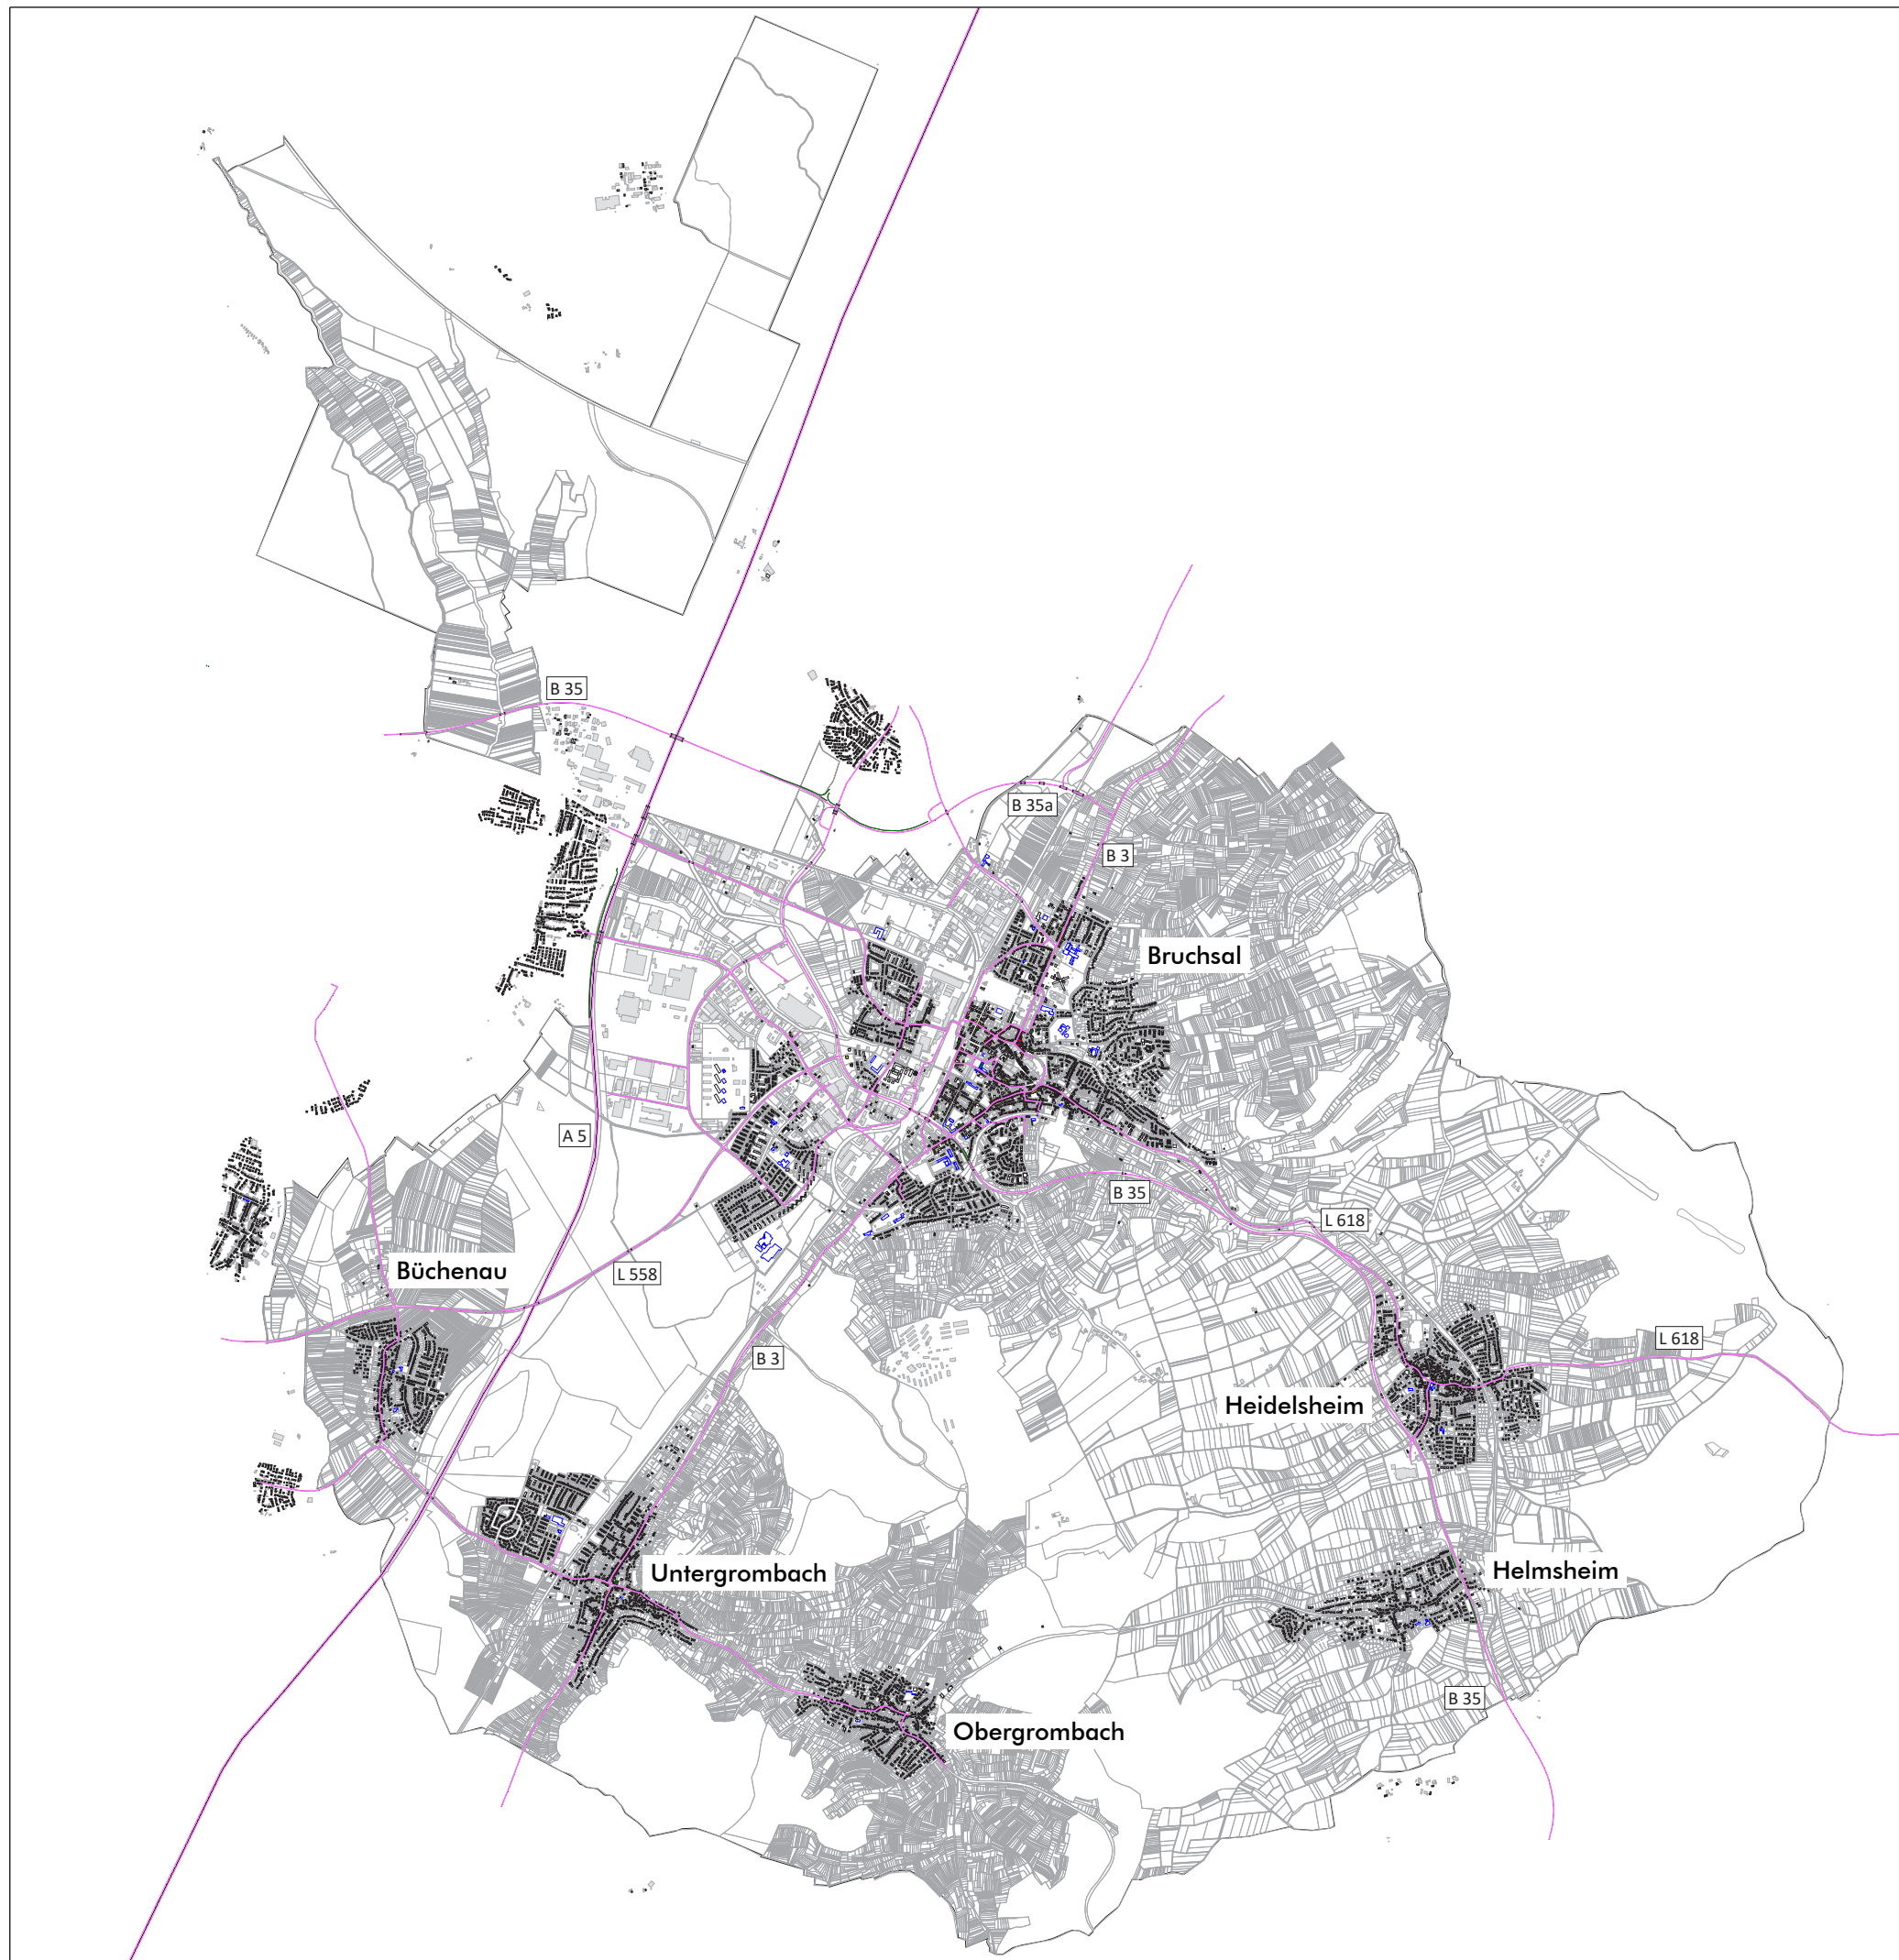 B 35
B 35a
B 3
Bruchsal
A 5
B 35
L 618
Büchenau
L 558
L 618
B 3
Heidelsheim
Untergrombach
Helmsheim
B 35
Obergrombach